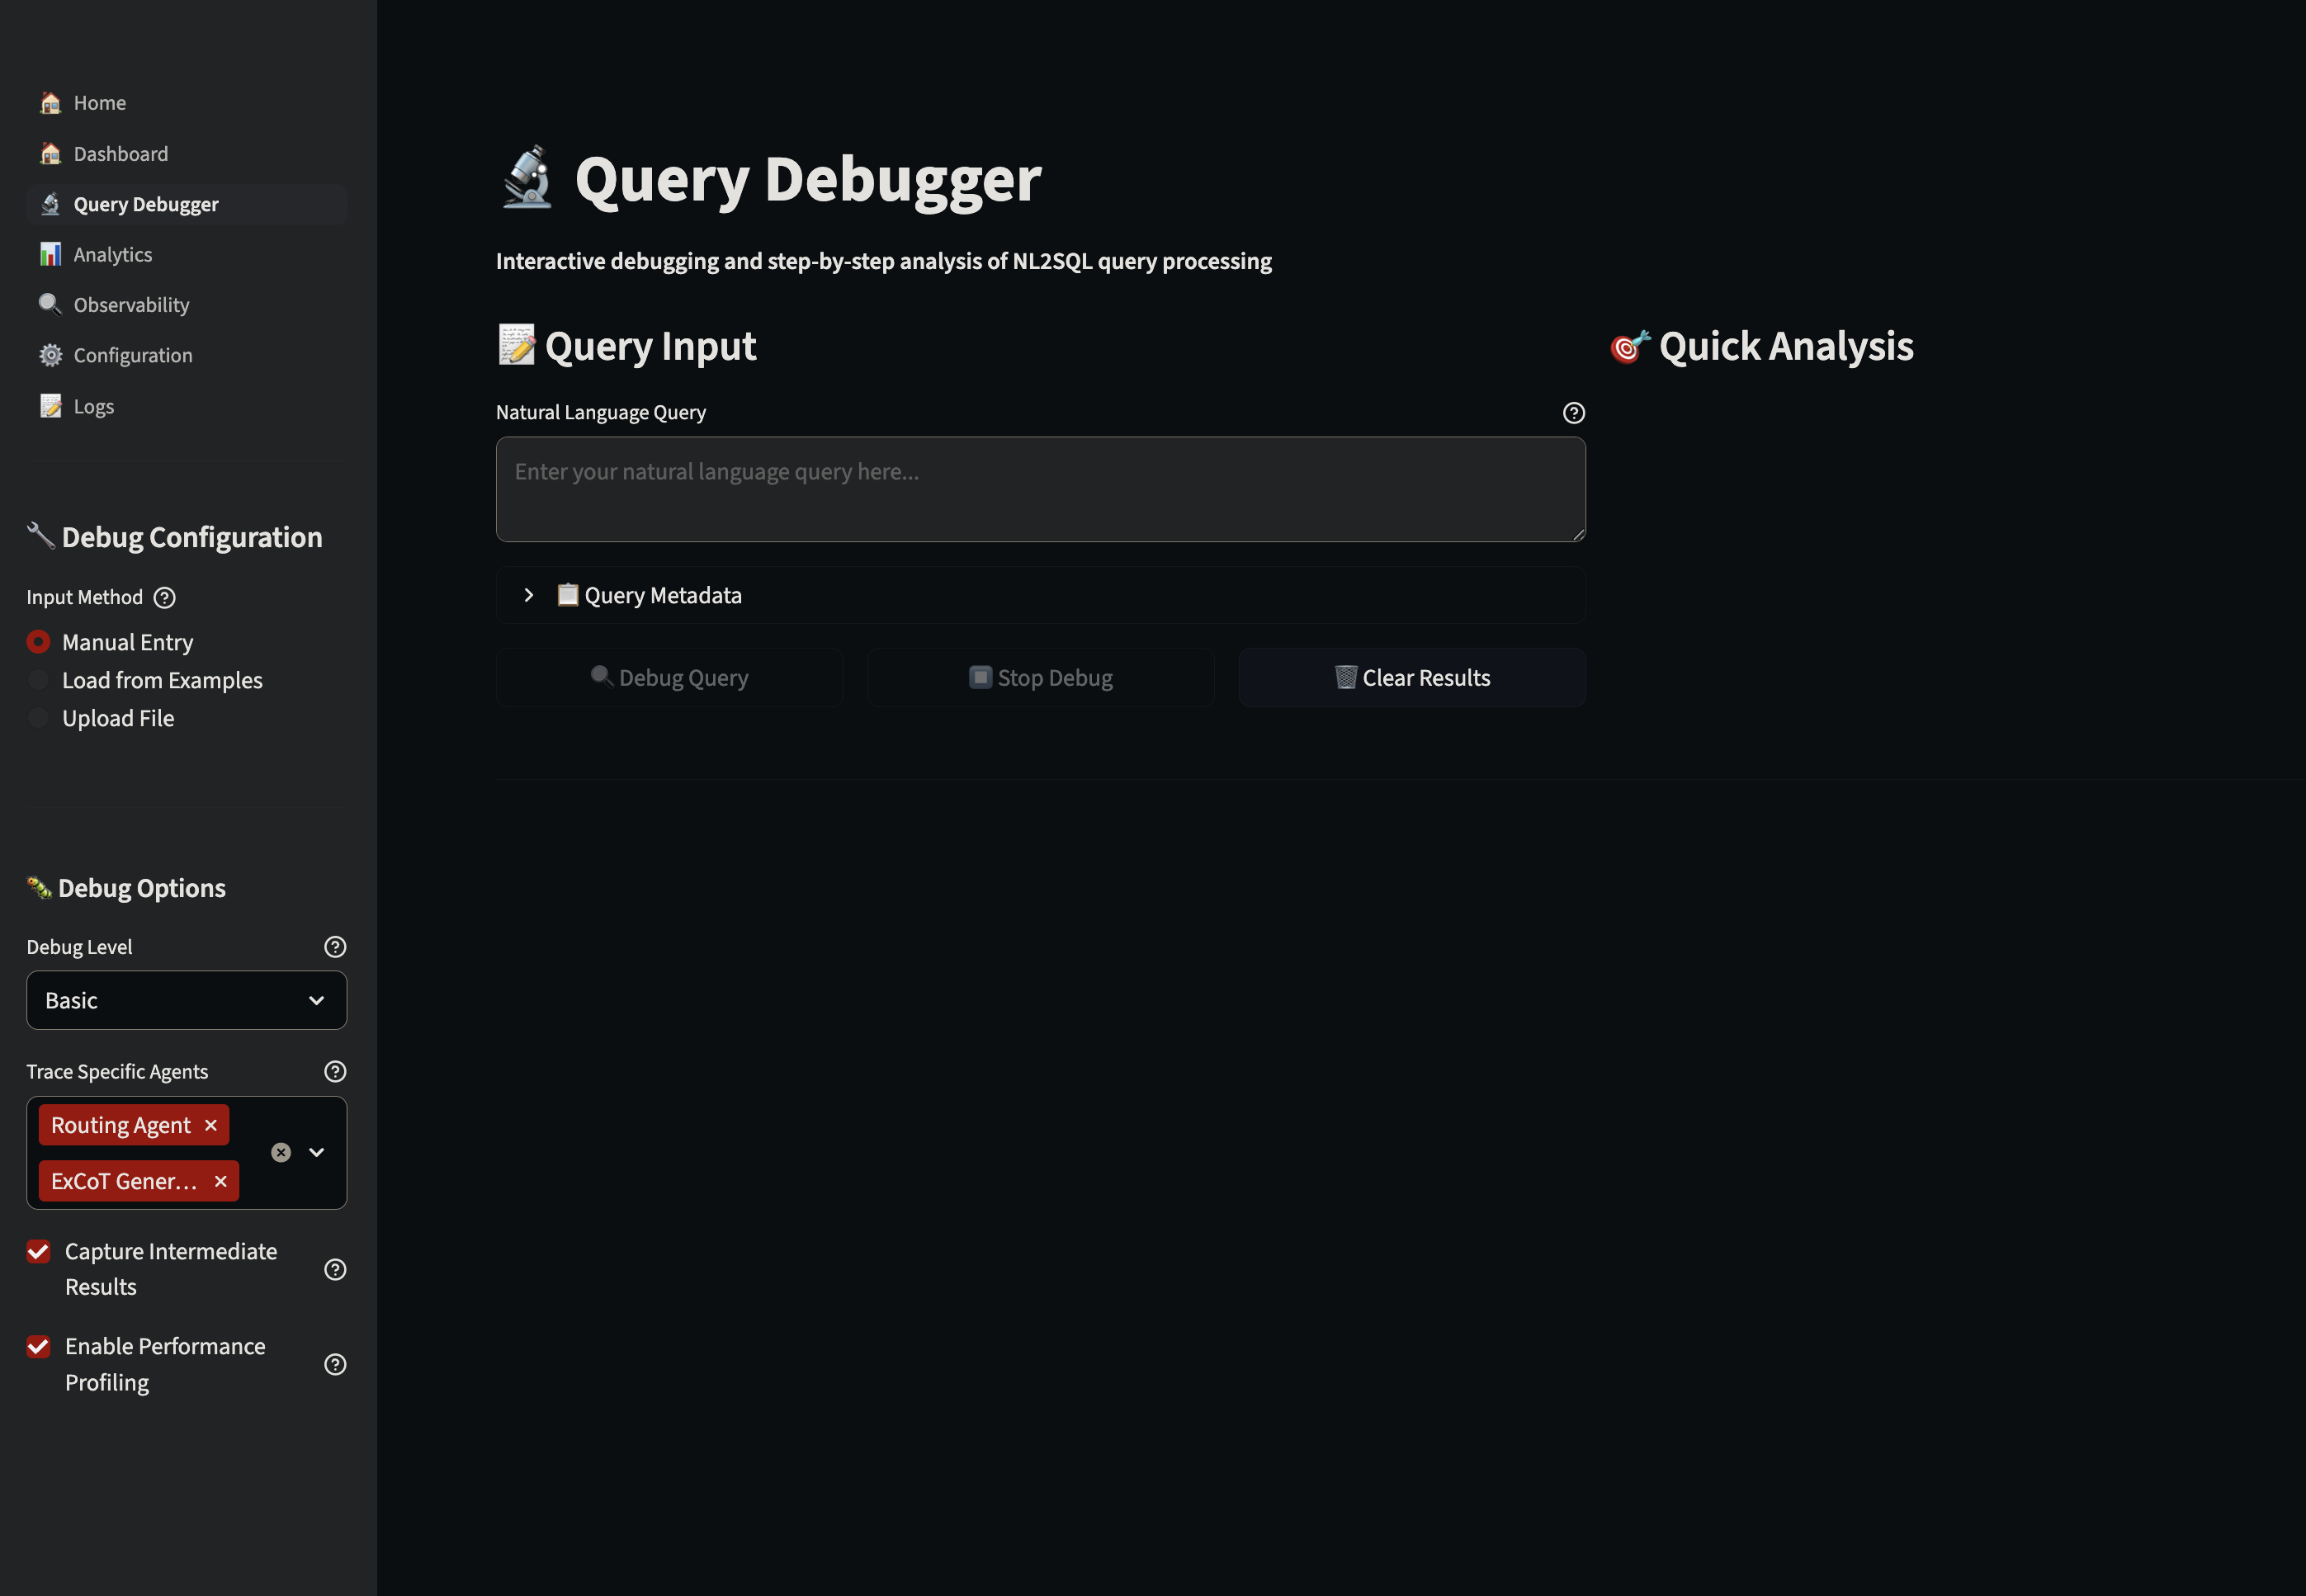 Home
Dashboard
Query Debugger
Analytics
Observability
Configuration
Logs
Debug Configuration
Input Method
Manual Entry
Load from Examples
Upload File
Debug Options
Debug Level
Basic
Trace Specific Agents
Routing Agent
ExCoT Gener...
Capture Intermediate
Results
Enable Performance
Profiling
Query Debugger
Interactive debugging and step-by-step analysis of NL2SQL query processing
Query Input
Natural Language Query
Enter your natural language query here...
Query Metadata
Debug Query
Stop Debug
Clear Results
Quick Analysis